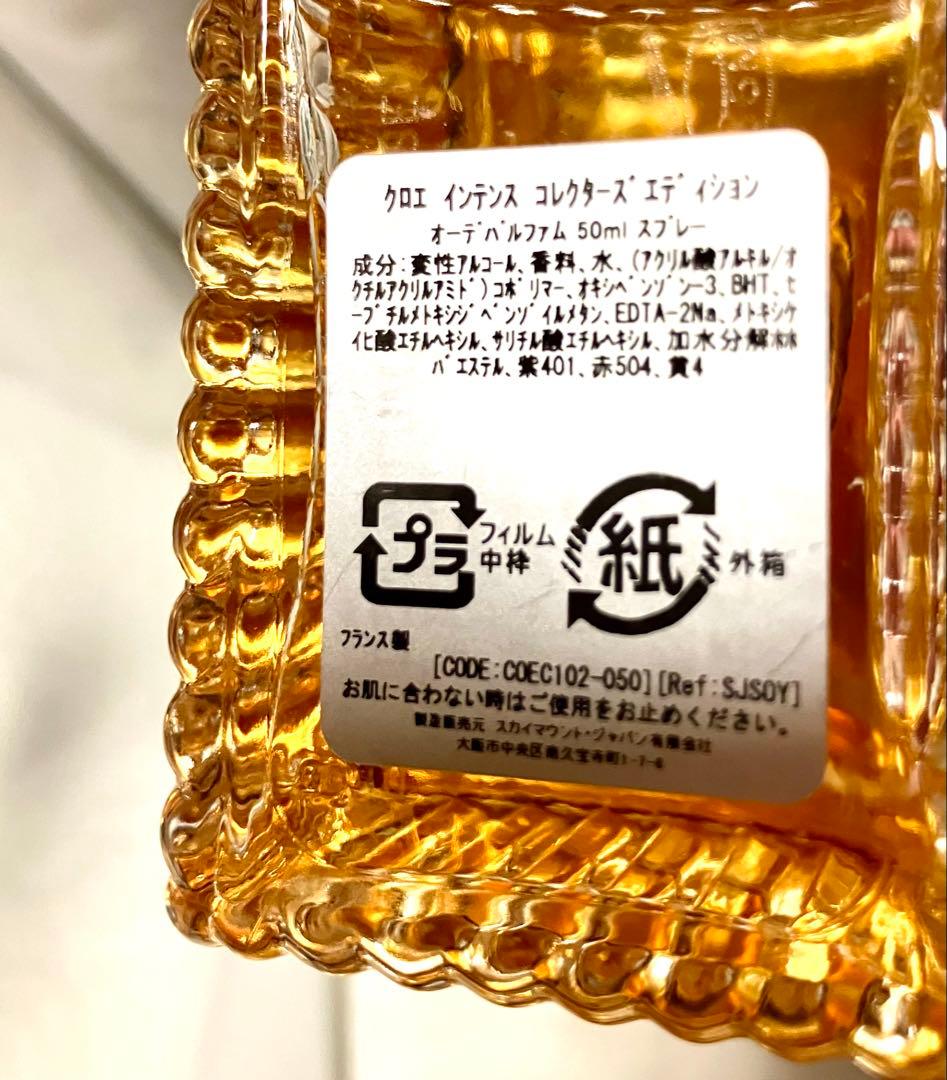 クロエ インテンス コレクターズ エディション
オーデパルファム 50ml スプレー
成分:変性アルコール、香料、水、(アクリル酸アルキル/オ
クチルアクリルアミド)コポリマー、オキシベンゾン-3、BHT、t
-ブチルメトキシジベンゾイルメタン、EDTA-2Na、メトキシケ
イヒ酸エチルヘキシル、サリチル酸エチルヘキシル、加水分解ホホ
バエステル、紫401、赤504、黄4
プラ
フィルム
中枠
紙
外箱
フランス製
[CODE:COEC102-050][Ref:SJSOY]
お肌に合わない時はご使用をお止めください。
製造販売元 スカイマウント・ジャパン有限会社
大阪市中央区南久宝寺町1-7-6